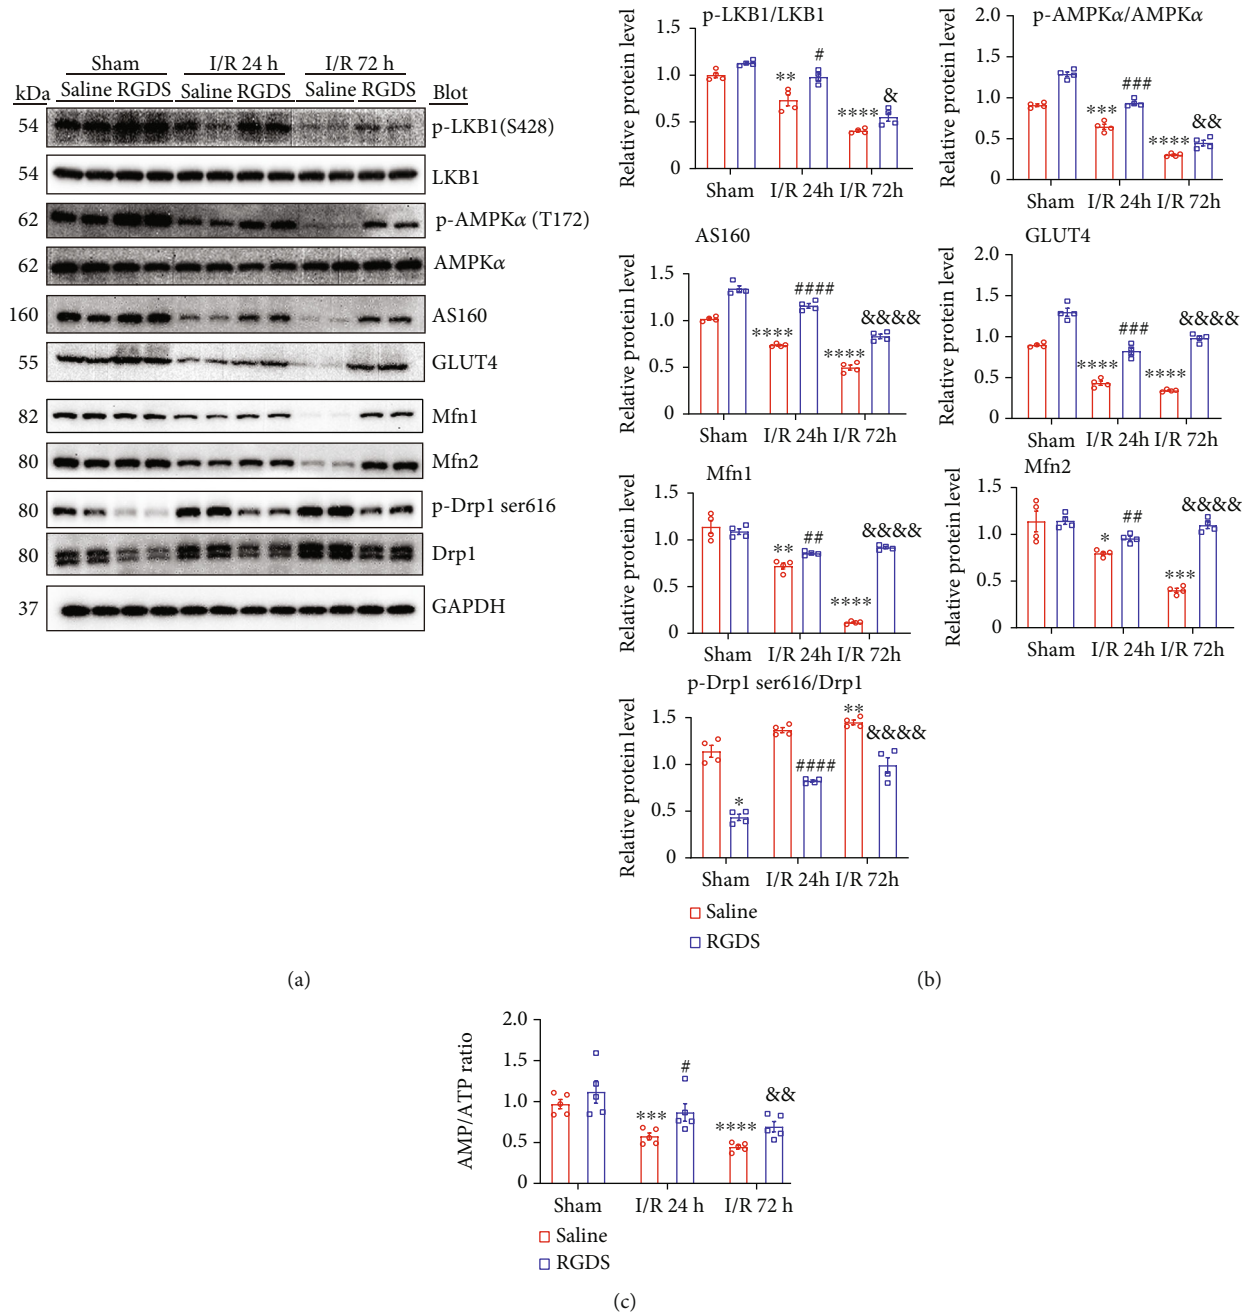 Sham I/R 24 h I/R 72 h
kDa Saline RGDS Saline RGDS Saline RGDS Blot
54 p-LKB1(S428)
54 LKB1
62 p-AMPKα (T172)
62 AMPKα
160 AS160
55 GLUT4
82 Mfn1
80 Mfn2
80 p-Drp1 ser616
80 Drp1
37 GAPDH
(a)
p-LKB1/LKB1
Relative protein level
1.5
1.0
0.5
0
** # **** &
Sham I/R 24h I/R 72h
p-AMPKα/AMPKα
Relative protein level
2.0
1.5
1.0
0.5
0
*** ### **** &&
Sham I/R 24h I/R 72h
AS160
Relative protein level
1.5
1.0
0.5
0
**** #### **** &&&&
Sham I/R 24h I/R 72h
GLUT4
Relative protein level
2.0
1.5
1.0
0.5
0
**** ### **** &&&&
Sham I/R 24h I/R 72h
Mfn1
Relative protein level
1.5
1.0
0.5
0
** ## **** &&&&
Sham I/R 24h I/R 72h
Mfn2
Relative protein level
1.5
1.0
0.5
0
* ## *** &&&&
Sham I/R 24h I/R 72h
p-Drp1 ser616/Drp1
Relative protein level
1.5
1.0
0.5
0
* #### ** &&&&
Sham I/R 24h I/R 72h
Saline
RGDS
(b)
AMP/ATP ratio
2.0
1.5
1.0
0.5
0
*** # **** &&
Sham I/R 24 h I/R 72 h
Saline
RGDS
(c)